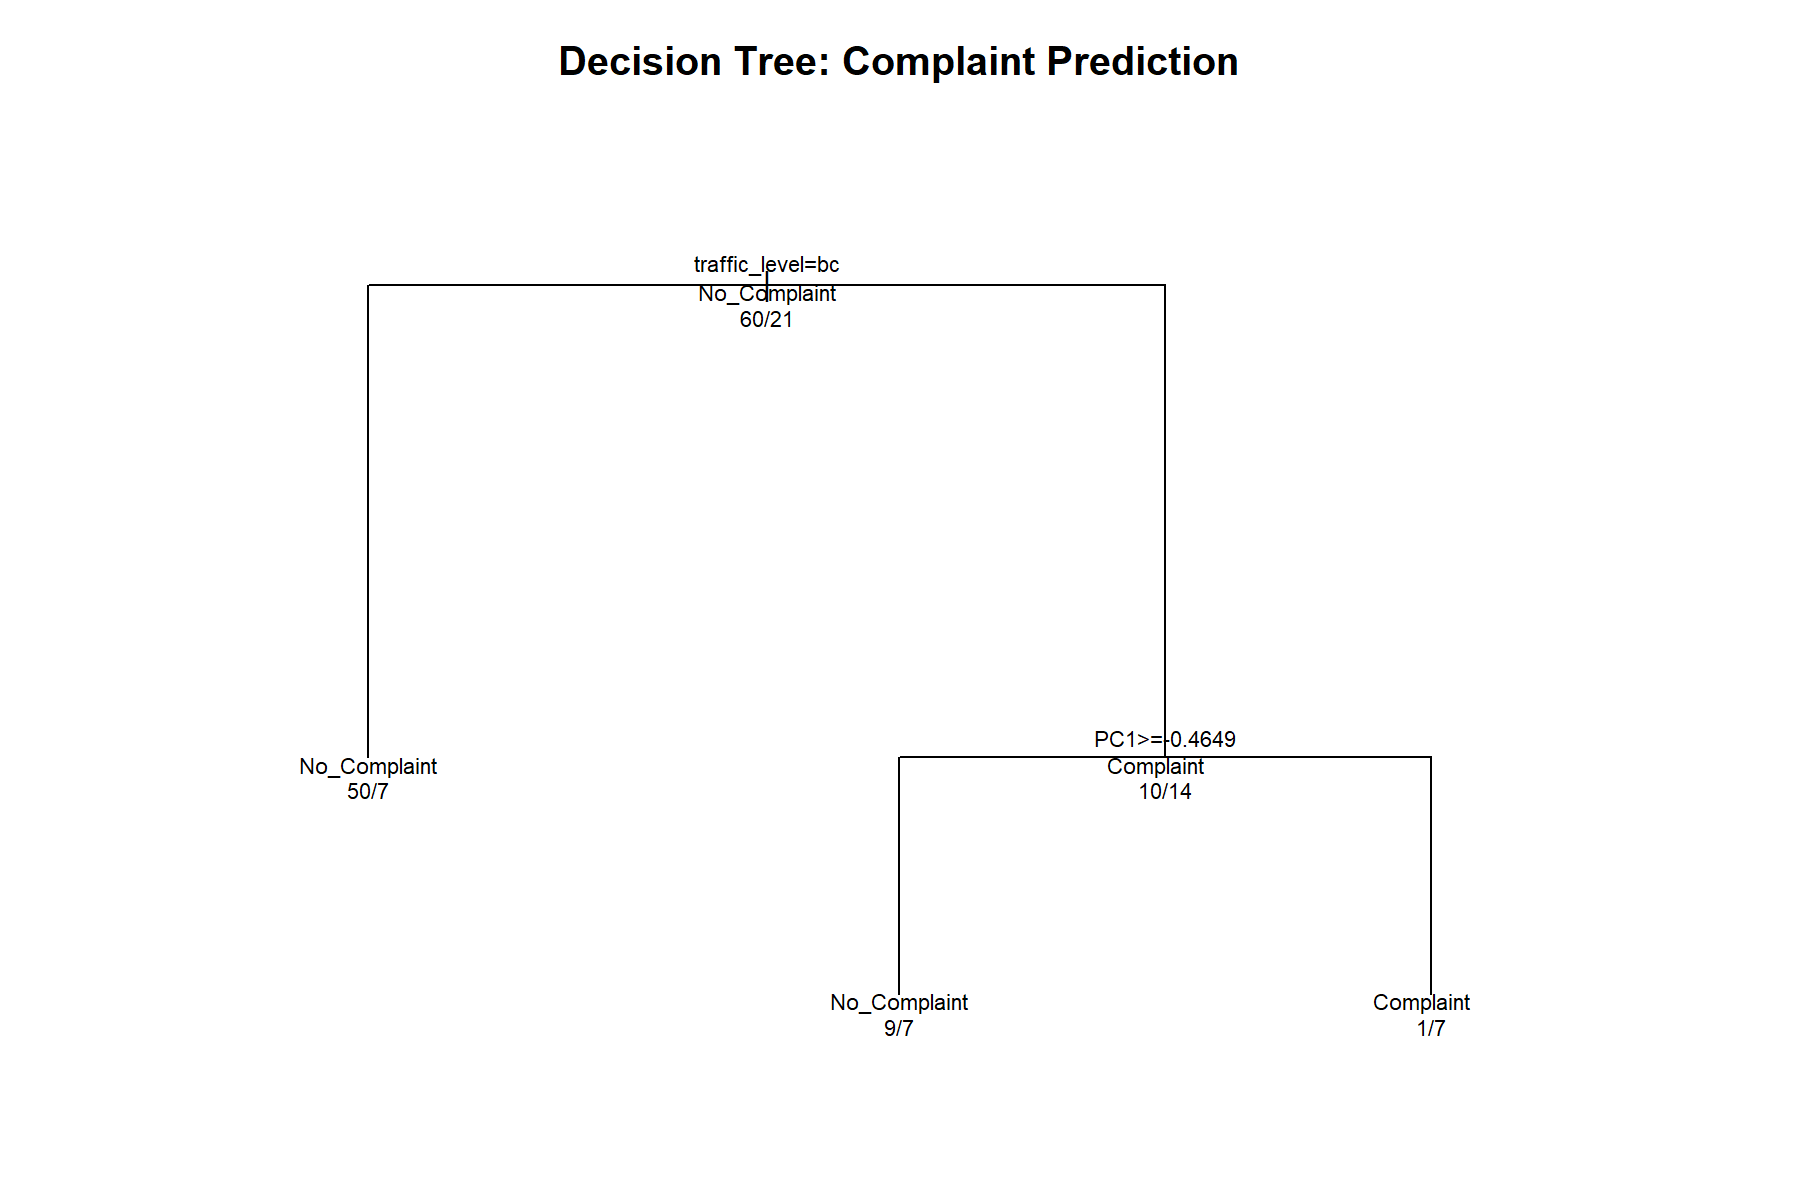 Decision Tree: Complaint Prediction
traffic_level=bc
No_Complaint
60/21
No_Complaint
50/7
PC1>=-0.4649
Complaint
10/14
No_Complaint
9/7
Complaint
1/7